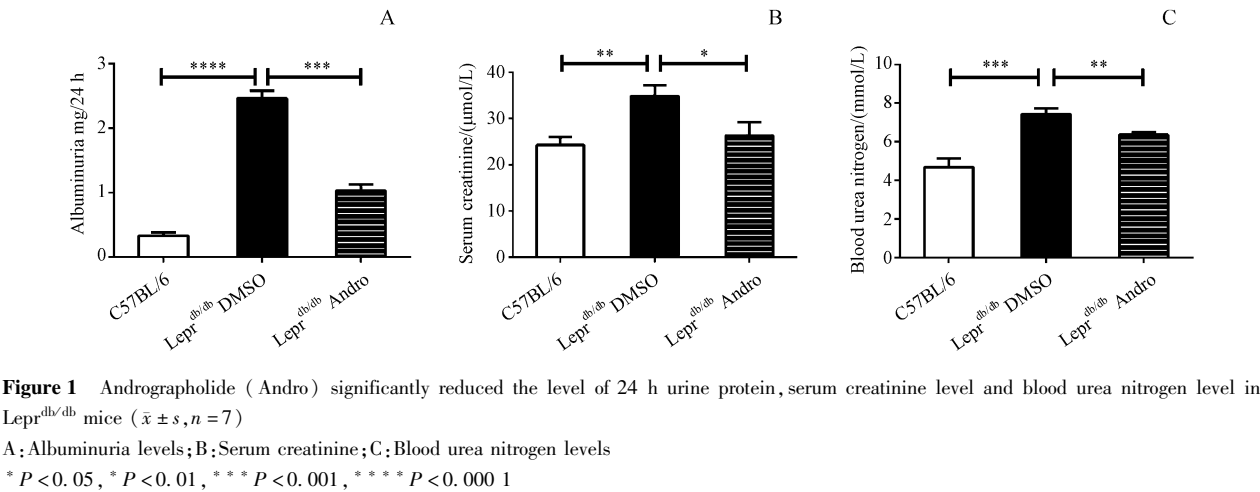 A
B
C
Albuminuria mg/24 h
3
2
1
0
****
***
C57BL/6
Lepr^db/db DMSO
Lepr^db/db Andro
Serum creatinine/(μmol/L)
40
30
20
10
0
**
*
C57BL/6
Lepr^db/db DMSO
Lepr^db/db Andro
Blood urea nitrogen/(mmol/L)
10
8
6
4
2
0
***
**
C57BL/6
Lepr^db/db DMSO
Lepr^db/db Andro
Figure 1 Andrographolide (Andro) significantly reduced the level of 24 h urine protein, serum creatinine level and blood urea nitrogen level in
Lepr^db/db mice (x̄ ± s, n = 7)
A: Albuminuria levels; B: Serum creatinine; C: Blood urea nitrogen levels
*P < 0. 05, *P < 0. 01, ***P < 0. 001, ****P < 0. 000 1